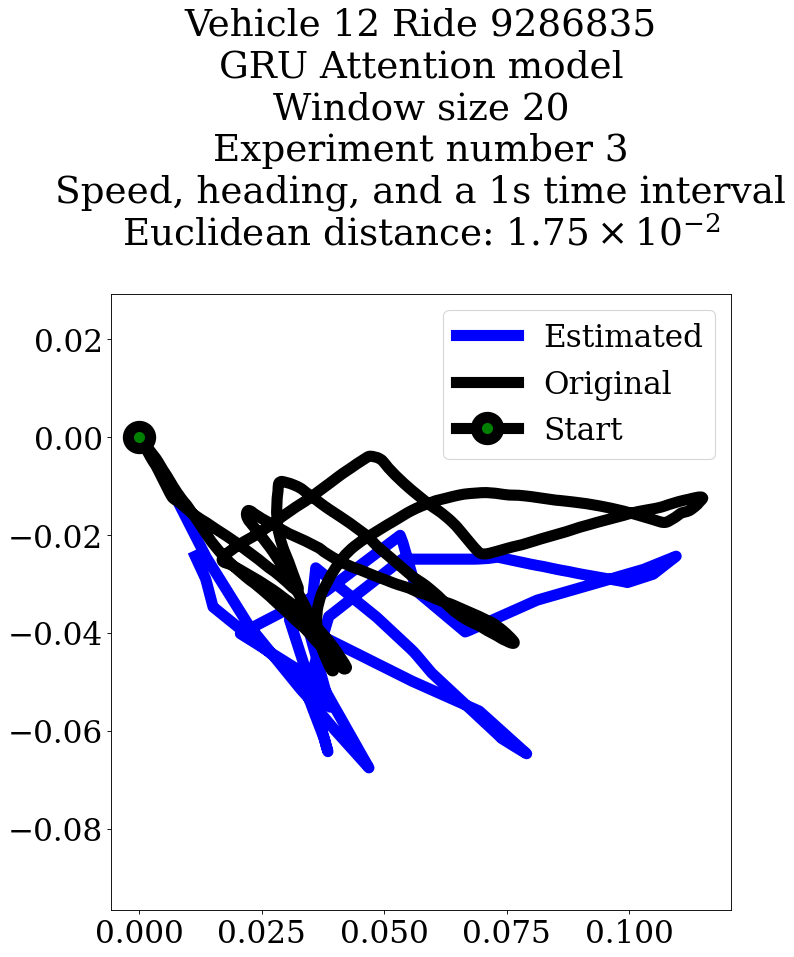 Vehicle 12 Ride 9286835
GRU Attention model
Window size 20
Experiment number 3
Speed, heading, and a 1s time interval
Euclidean distance: 1.75 × 10⁻²
Estimated
Original
Start
0.02
0.00
−0.02
−0.04
−0.06
−0.08
0.000 0.025 0.050 0.075 0.100